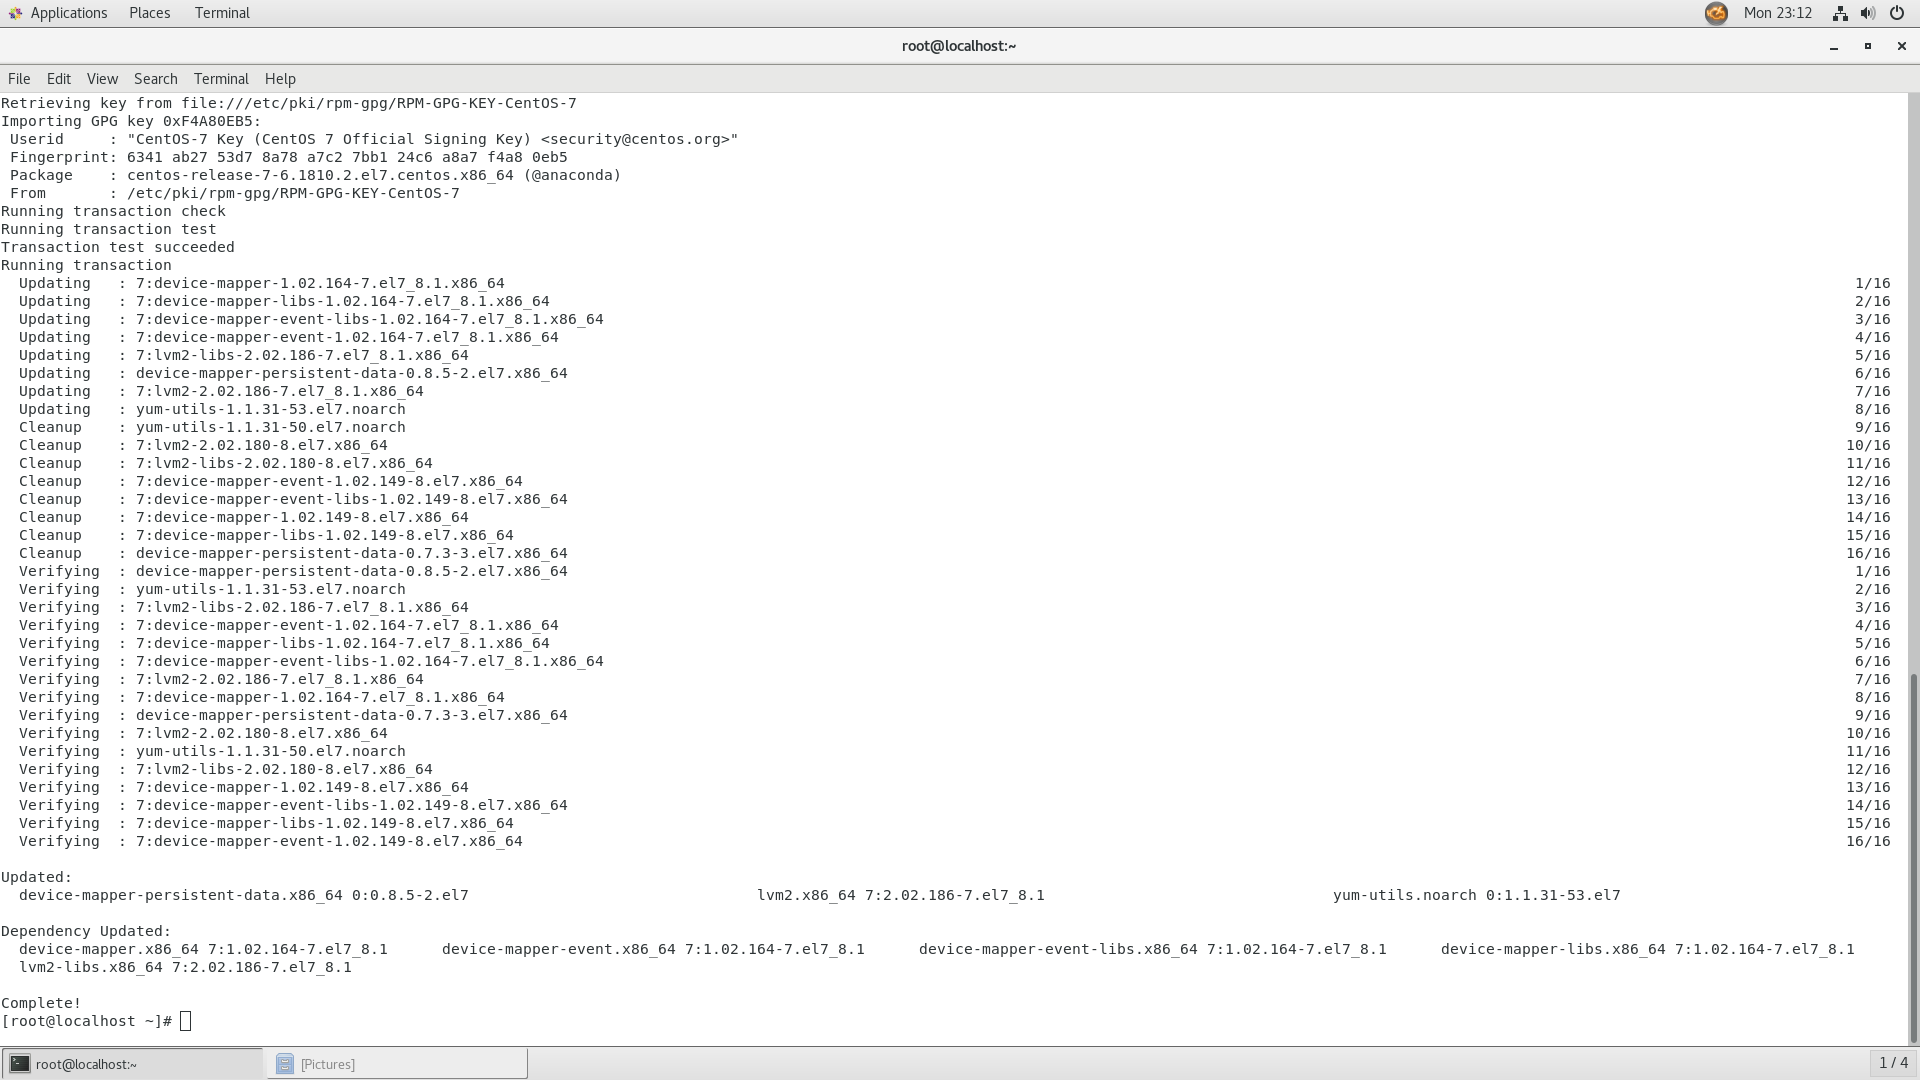 Applications Places Terminal Mon 23:12
root@localhost:~
File Edit View Search Terminal Help
Retrieving key from file:///etc/pki/rpm-gpg/RPM-GPG-KEY-CentOS-7
Importing GPG key 0xF4A80EB5:
 Userid     : "CentOS-7 Key (CentOS 7 Official Signing Key) <security@centos.org>"
 Fingerprint: 6341 ab27 53d7 8a78 a7c2 7bb1 24c6 a8a7 f4a8 0eb5
 Package    : centos-release-7-6.1810.2.el7.centos.x86_64 (@anaconda)
 From       : /etc/pki/rpm-gpg/RPM-GPG-KEY-CentOS-7
Running transaction check
Running transaction test
Transaction test succeeded
Running transaction
  Updating   : 7:device-mapper-1.02.164-7.el7_8.1.x86_64 1/16
  Updating   : 7:device-mapper-libs-1.02.164-7.el7_8.1.x86_64 2/16
  Updating   : 7:device-mapper-event-libs-1.02.164-7.el7_8.1.x86_64 3/16
  Updating   : 7:device-mapper-event-1.02.164-7.el7_8.1.x86_64 4/16
  Updating   : 7:lvm2-libs-2.02.186-7.el7_8.1.x86_64 5/16
  Updating   : device-mapper-persistent-data-0.8.5-2.el7.x86_64 6/16
  Updating   : 7:lvm2-2.02.186-7.el7_8.1.x86_64 7/16
  Updating   : yum-utils-1.1.31-53.el7.noarch 8/16
  Cleanup    : yum-utils-1.1.31-50.el7.noarch 9/16
  Cleanup    : 7:lvm2-2.02.180-8.el7.x86_64 10/16
  Cleanup    : 7:lvm2-libs-2.02.180-8.el7.x86_64 11/16
  Cleanup    : 7:device-mapper-event-1.02.149-8.el7.x86_64 12/16
  Cleanup    : 7:device-mapper-event-libs-1.02.149-8.el7.x86_64 13/16
  Cleanup    : 7:device-mapper-1.02.149-8.el7.x86_64 14/16
  Cleanup    : 7:device-mapper-libs-1.02.149-8.el7.x86_64 15/16
  Cleanup    : device-mapper-persistent-data-0.7.3-3.el7.x86_64 16/16
  Verifying  : device-mapper-persistent-data-0.8.5-2.el7.x86_64 1/16
  Verifying  : yum-utils-1.1.31-53.el7.noarch 2/16
  Verifying  : 7:lvm2-libs-2.02.186-7.el7_8.1.x86_64 3/16
  Verifying  : 7:device-mapper-event-1.02.164-7.el7_8.1.x86_64 4/16
  Verifying  : 7:device-mapper-libs-1.02.164-7.el7_8.1.x86_64 5/16
  Verifying  : 7:device-mapper-event-libs-1.02.164-7.el7_8.1.x86_64 6/16
  Verifying  : 7:lvm2-2.02.186-7.el7_8.1.x86_64 7/16
  Verifying  : 7:device-mapper-1.02.164-7.el7_8.1.x86_64 8/16
  Verifying  : device-mapper-persistent-data-0.7.3-3.el7.x86_64 9/16
  Verifying  : 7:lvm2-2.02.180-8.el7.x86_64 10/16
  Verifying  : yum-utils-1.1.31-50.el7.noarch 11/16
  Verifying  : 7:lvm2-libs-2.02.180-8.el7.x86_64 12/16
  Verifying  : 7:device-mapper-1.02.149-8.el7.x86_64 13/16
  Verifying  : 7:device-mapper-event-libs-1.02.149-8.el7.x86_64 14/16
  Verifying  : 7:device-mapper-libs-1.02.149-8.el7.x86_64 15/16
  Verifying  : 7:device-mapper-event-1.02.149-8.el7.x86_64 16/16
Updated:
  device-mapper-persistent-data.x86_64 0:0.8.5-2.el7 lvm2.x86_64 7:2.02.186-7.el7_8.1 yum-utils.noarch 0:1.1.31-53.el7
Dependency Updated:
  device-mapper.x86_64 7:1.02.164-7.el7_8.1 device-mapper-event.x86_64 7:1.02.164-7.el7_8.1 device-mapper-event-libs.x86_64 7:1.02.164-7.el7_8.1 device-mapper-libs.x86_64 7:1.02.164-7.el7_8.1
  lvm2-libs.x86_64 7:2.02.186-7.el7_8.1
Complete!
[root@localhost ~]#
root@localhost:~ [Pictures] 1 / 4